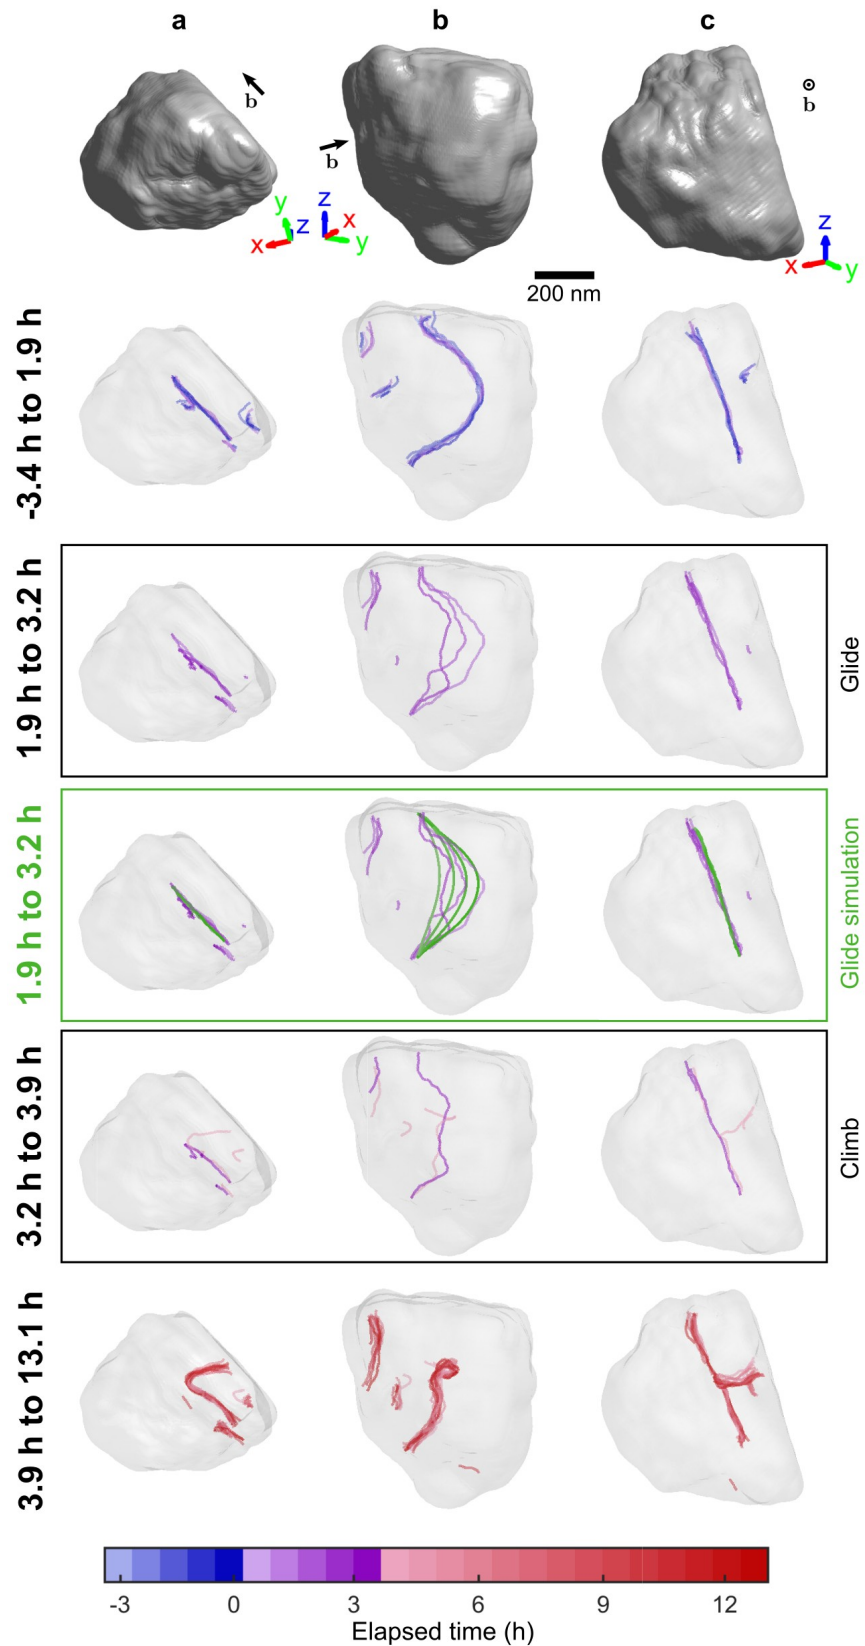 a b c
b
b
b
y z x
z x y
z x y
200 nm
-3.4 h to 1.9 h
1.9 h to 3.2 h
Glide
1.9 h to 3.2 h
Glide simulation
3.2 h to 3.9 h
Climb
3.9 h to 13.1 h
-3 0 3 6 9 12
Elapsed time (h)